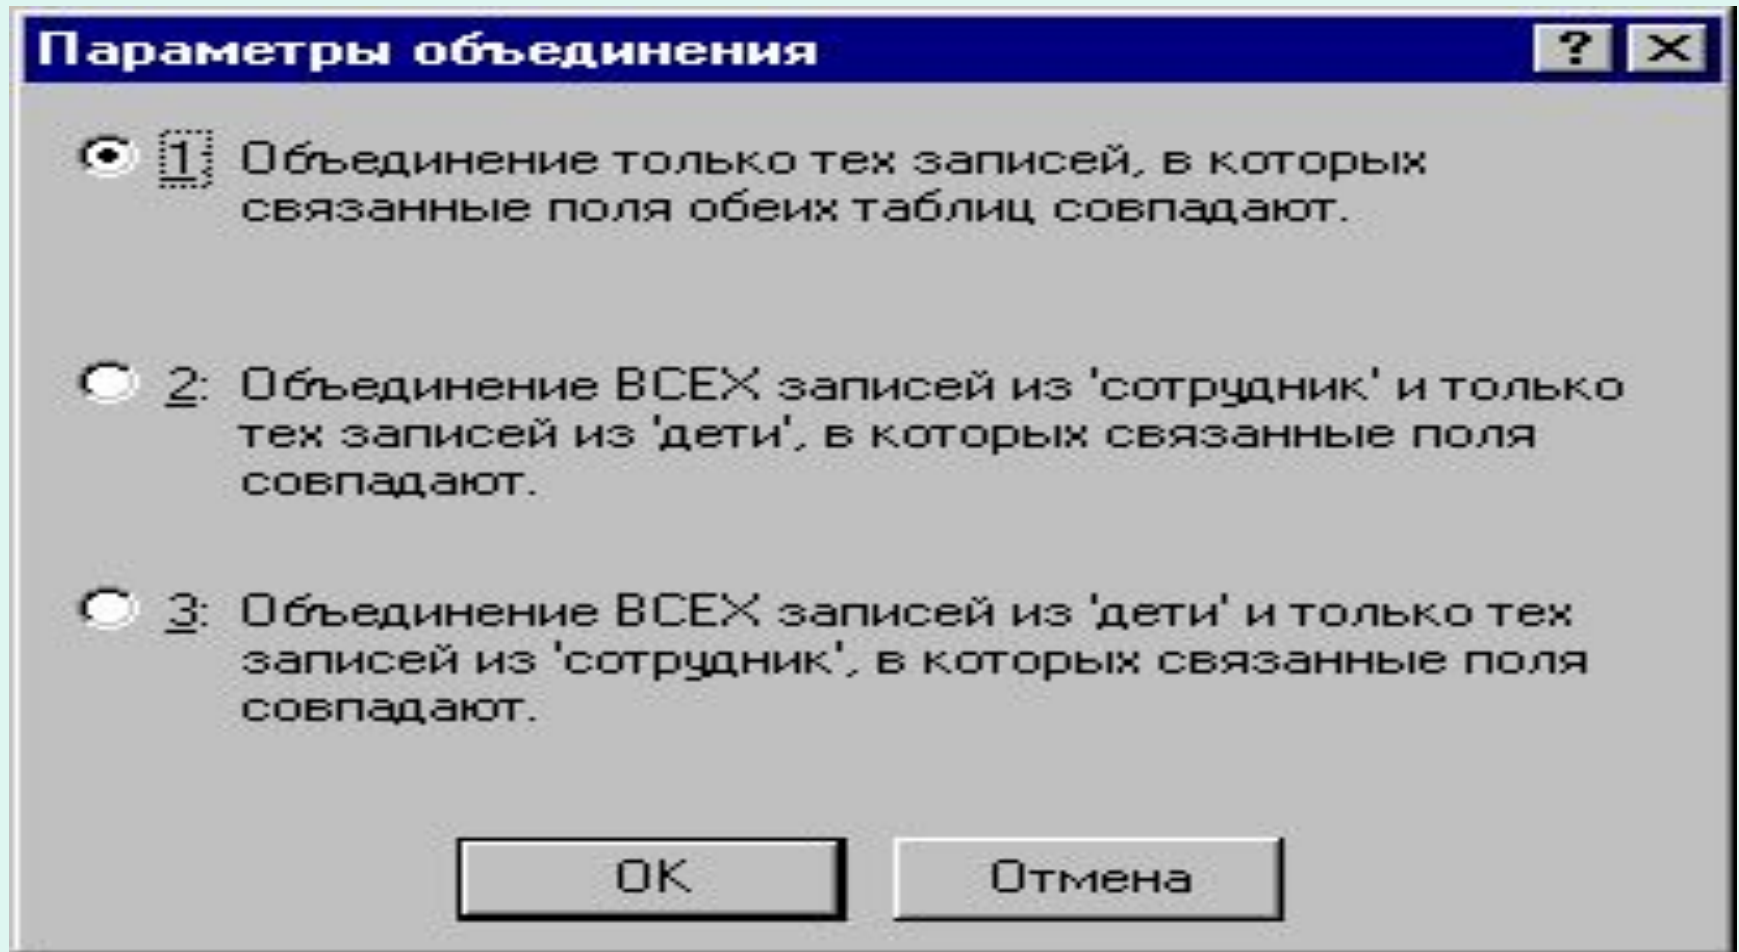 Параметры объединения
? X
1: Объединение только тех записей, в которых
связанные поля обеих таблиц совпадают.
2: Объединение ВСЕХ записей из 'сотрудник' и только
тех записей из 'дети', в которых связанные поля
совпадают.
3: Объединение ВСЕХ записей из 'дети' и только тех
записей из 'сотрудник', в которых связанные поля
совпадают.
OK Отмена